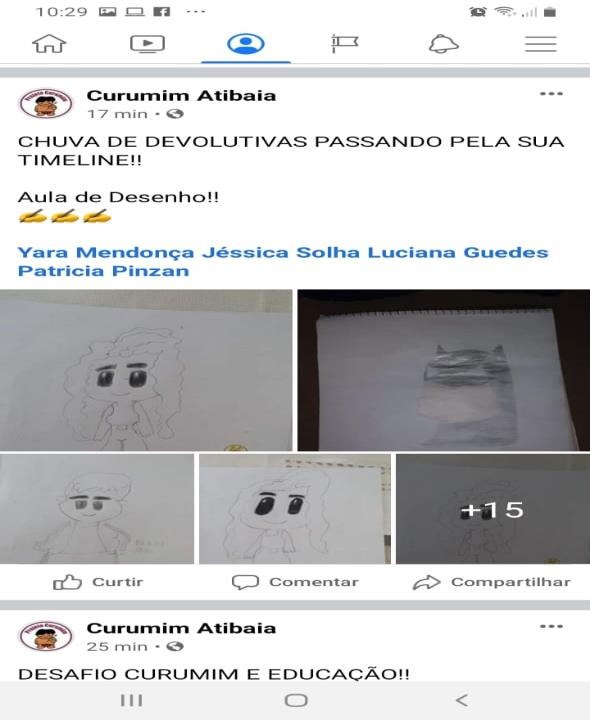 10:29
Curumim Atibaia
17 min
CHUVA DE DEVOLUTIVAS PASSANDO PELA SUA
TIMELINE!!
Aula de Desenho!!
Yara Mendonça Jéssica Solha Luciana Guedes
Patricia Pinzan
+15
Curtir
Comentar
Compartilhar
Curumim Atibaia
25 min
DESAFIO CURUMIM E EDUCAÇÃO!!